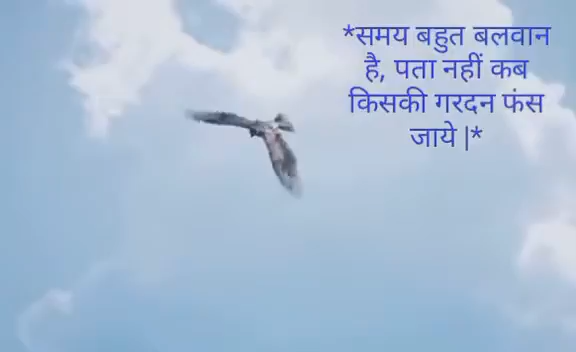 *समय बहुत बलवान
है, पता नहीं कब
किसकी गरदन फंस
जाये |*